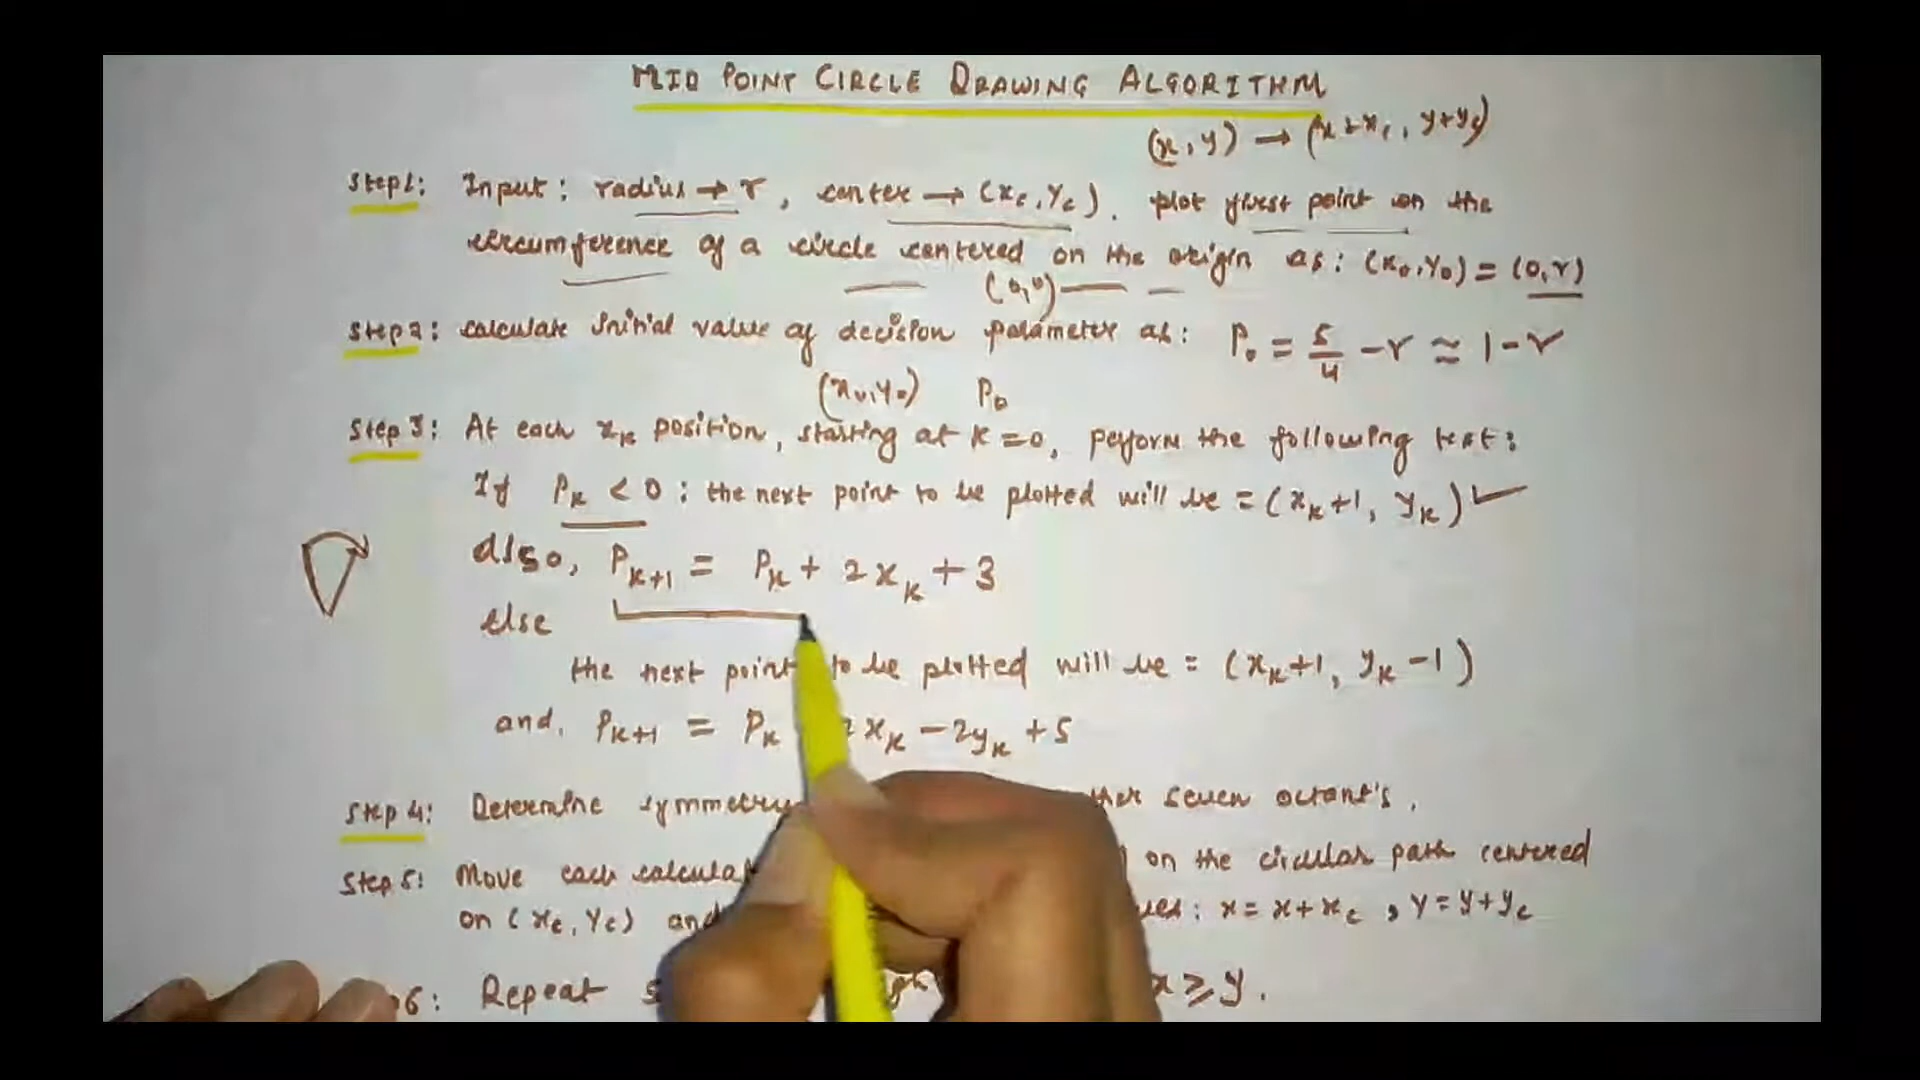 MID POINT CIRCLE DRAWING ALGORITHM
(x, y) → (x+xc, y+yc)
Step1: Input: radius → r, center → (xc, yc). plot first point on the
circumference of a circle centered on the origin as: (x0, y0) = (0, r)
(0,0)
Step2: calculate initial value of decision parameter as: P0 = 5/4 - r ≈ 1 - r
(x0, y0) P0
Step 3: At each xk position, starting at k = 0, perform the following test:
If Pk < 0 : the next point to be plotted will be = (xk+1, yk)
also, Pk+1 = Pk + 2xk + 3
else
the next point to be plotted will be = (xk+1, yk-1)
and. Pk+1 = Pk 2xk - 2yk + 5
Step 4: Determine symmetry seven octant's.
Step 5: Move each on the circular path centered
on (xc, yc) and : x = x+xc, y = y+yc
6: Repeat x ≥ y.